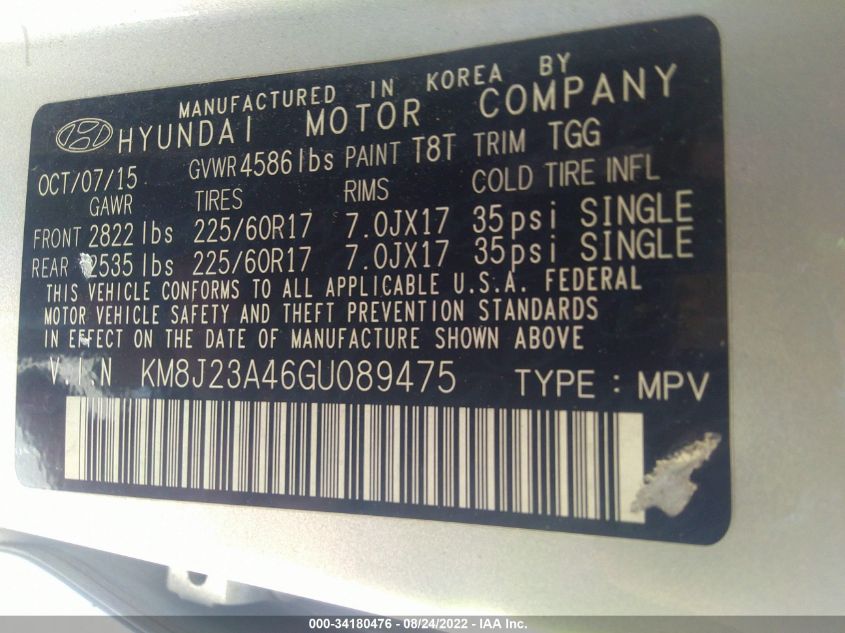 MANUFACTURED IN KOREA BY
HYUNDAI MOTOR COMPANY
OCT/07/15 GVWR 4586 lbs PAINT T8T TRIM TGG
GAWR TIRES RIMS COLD TIRE INFL
FRONT 2822 lbs 225/60R17 7.0JX17 35psi SINGLE
REAR 2535 lbs 225/60R17 7.0JX17 35psi SINGLE
THIS VEHICLE CONFORMS TO ALL APPLICABLE U.S.A. FEDERAL
MOTOR VEHICLE SAFETY AND THEFT PREVENTION STANDARDS
IN EFFECT ON THE DATE OF MANUFACTURE SHOWN ABOVE
V.I.N KM8J23A46GU089475 TYPE : MPV
000-34180476 - 08/24/2022 - IAA Inc.